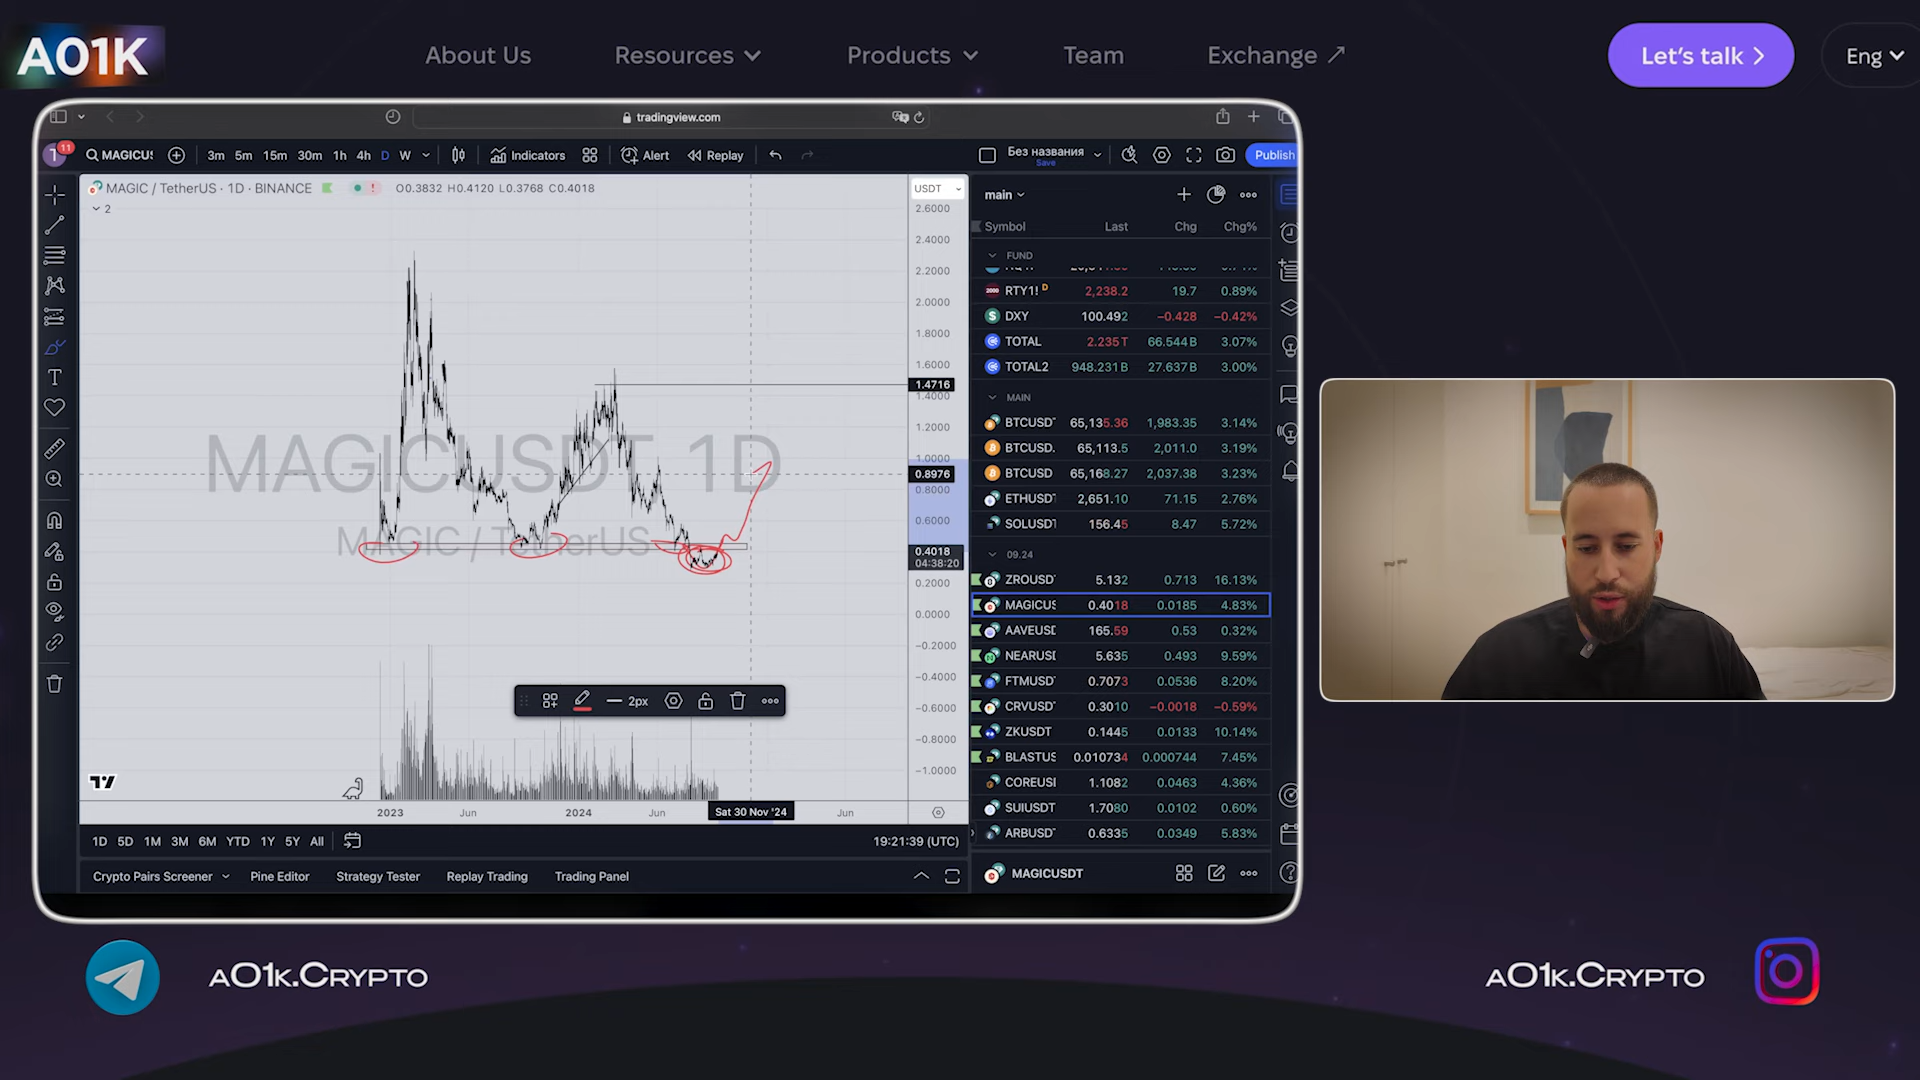 AO1K
About Us
Resources
Products
Team
Exchange
Let's talk
Eng
tradingview.com
11
MAGICUS
3m 5m 15m 30m 1h 4h D W
Indicators
Alert
Replay
Без названия
Save
Publish
MAGIC / TetherUS · 1D · BINANCE
O0.3832 H0.4120 L0.3768 C0.4018
2
MAGICUSDT 1D
MAGIC / TetherUS
USDT
2.6000
2.4000
2.2000
2.0000
1.8000
1.6000
1.4716
1.4000
1.2000
1.0000
0.8976
0.8000
0.6000
0.4018
04:38:20
0.2000
0.0000
−0.2000
−0.4000
−0.6000
−0.8000
−1.0000
2px
2023 Jun 2024 Jun Sat 30 Nov '24 Jun
1D 5D 1M 3M 6M YTD 1Y 5Y All
19:21:39 (UTC)
Crypto Pairs Screener
Pine Editor
Strategy Tester
Replay Trading
Trading Panel
main
Symbol Last Chg Chg%
FUND
RTY1! D 2,238.2 19.7 0.89%
DXY 100.492 −0.428 −0.42%
TOTAL 2.235T 66.544B 3.07%
TOTAL2 948.231B 27.637B 3.00%
MAIN
BTCUSD 65,135.36 1,983.35 3.14%
BTCUSD. 65,113.5 2,011.0 3.19%
BTCUSD 65,168.27 2,037.38 3.23%
ETHUSD 2,651.10 71.15 2.76%
SOLUSD 156.45 8.47 5.72%
09.24
ZROUSD 5.132 0.713 16.13%
MAGICUS 0.4018 0.0185 4.83%
AAVEUSD 165.59 0.53 0.32%
NEARUSD 5.635 0.493 9.59%
FTMUSD 0.7073 0.0536 8.20%
CRVUSD 0.3010 −0.0018 −0.59%
ZKUSDT 0.1445 0.0133 10.14%
BLASTUS 0.010734 0.000744 7.45%
COREUSD 1.1082 0.0463 4.36%
SUIUSDT 1.7080 0.0102 0.60%
ARBUSD 0.6335 0.0349 5.83%
MAGICUSDT
AO1K.CRYPTO
AO1K.CRYPTO